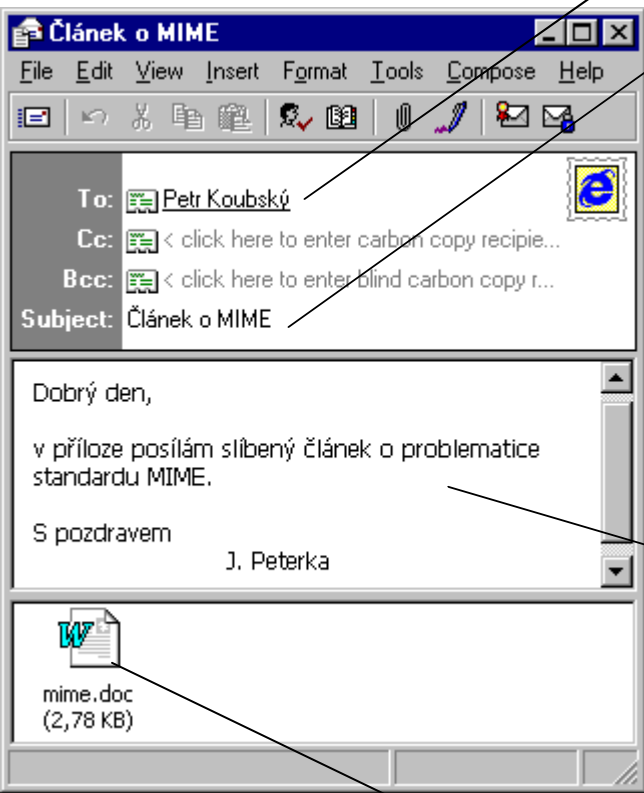 Článek o MIME
File Edit View Insert Format Tools Compose Help
To: Petr Koubský
Cc: < click here to enter carbon copy recipie...
Bcc: < click here to enter blind carbon copy r...
Subject: Článek o MIME
Dobrý den,
v příloze posílám slíbený článek o problematice
standardu MIME.
S pozdravem
J. Peterka
mime.doc
(2,78 KB)